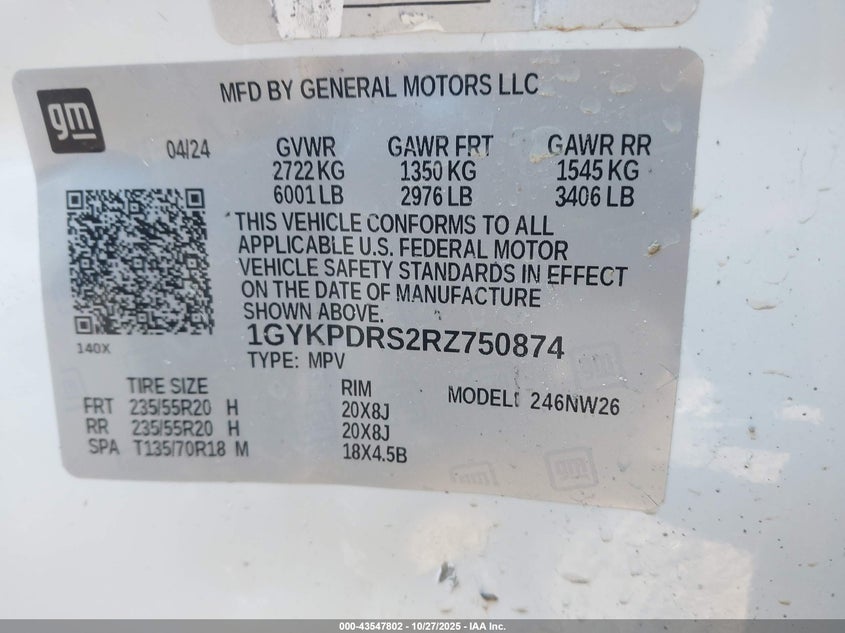 MFD BY GENERAL MOTORS LLC
gm
04/24
GVWR GAWR FRT GAWR RR
2722 KG 1350 KG 1545 KG
6001 LB 2976 LB 3406 LB
THIS VEHICLE CONFORMS TO ALL
APPLICABLE U.S. FEDERAL MOTOR
VEHICLE SAFETY STANDARDS IN EFFECT
ON THE DATE OF MANUFACTURE
SHOWN ABOVE.
1GYKPDRS2RZ750874
140X
TYPE: MPV
TIRE SIZE RIM MODEL: 246NW26
FRT 235/55R20 H 20X8J
RR 235/55R20 H 20X8J
SPA T135/70R18 M 18X4.5B
gm
000-43547802 - 10/27/2025 - IAA Inc.